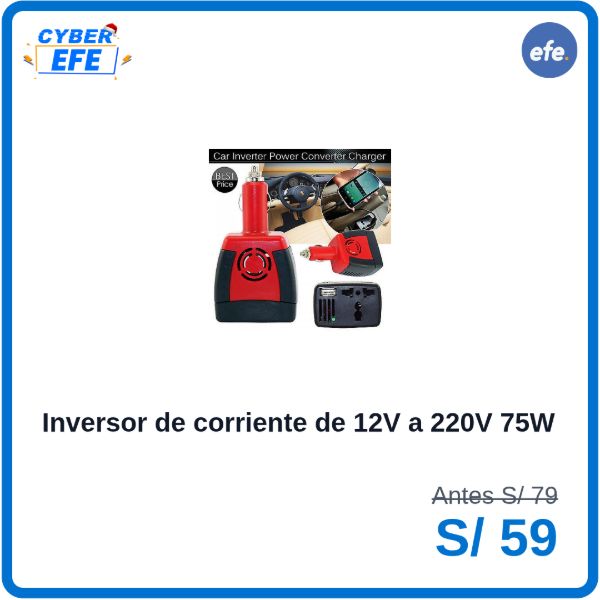 CYBER
EFE
efe.
Car Inverter Power Converter Charger
BEST
Price
Inversor de corriente de 12V a 220V 75W
Antes S/ 79
S/ 59